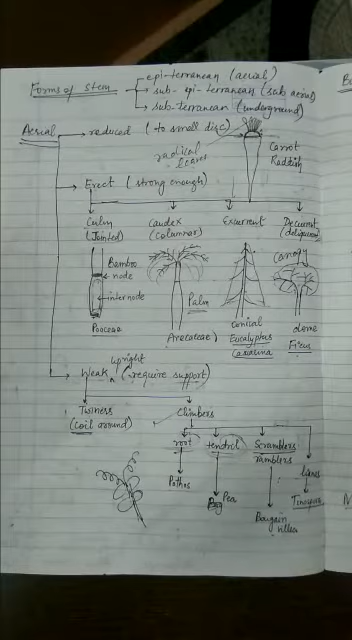 epi-terranean (aerial)
Forms of stem
sub-epi-terranean (sub aerial)
sub-terranean (underground)
Aerial
reduced (to small disc)
radical
leaves
Carrot
Raddish
Erect (strong enough)
Culm
(Jointed)
Caudex
(columnar)
Excurrent
Decurrent
Canopy
Bamboo
node
internode
Palm
Poaceae
Arecaceae)
conical
Eucalyptus
Casuarina
dome
Ficus
upright
Weak (require support)
Twiners
(coil around)
Climbers
root
tendril
Scramblers
ramblers
lianas
Pothos
Pea
Tinospora
Bougain
villea